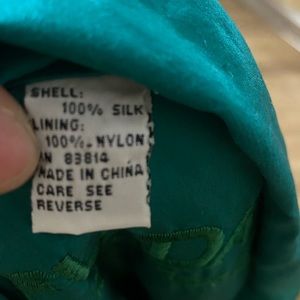 SHELL:
100% SILK
LINING:
100% NYLON
RN 83814
MADE IN CHINA
CARE SEE
REVERSE